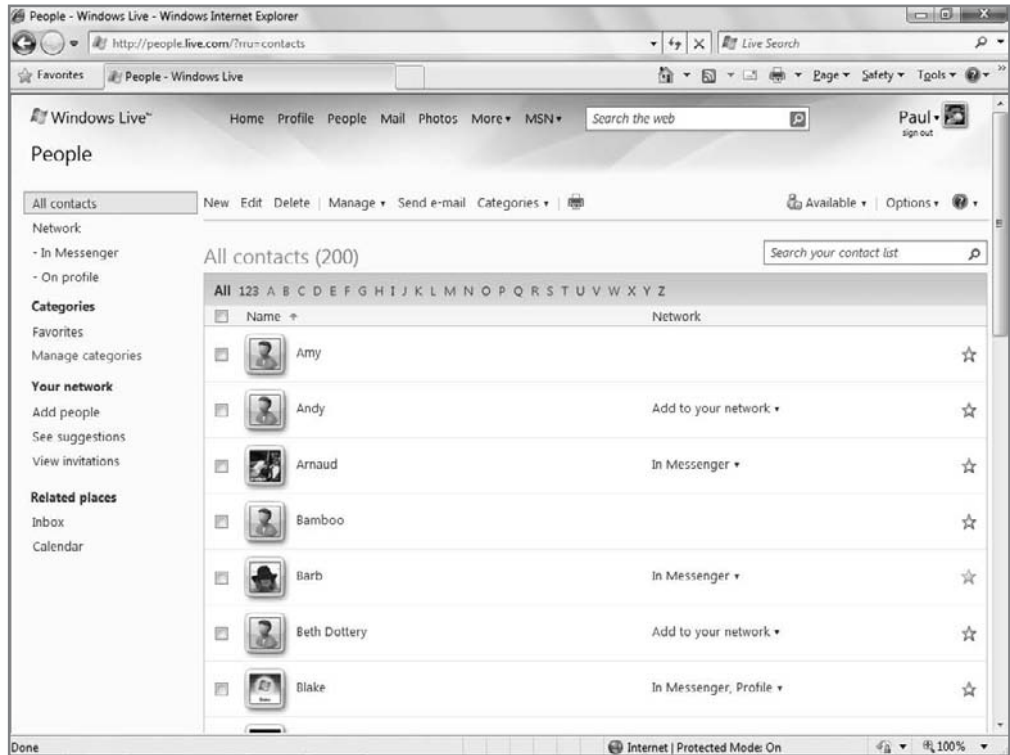 People - Windows Live - Windows Internet Explorer
http://people.live.com/?rru=contacts
Live Search
Favorites
People - Windows Live
Page
Safety
Tools
Windows Live™
Home Profile People Mail Photos More MSN
Search the web
Paul
sign out
People
All contacts
Network
- In Messenger
- On profile
Categories
Favorites
Manage categories
Your network
Add people
See suggestions
View invitations
Related places
Inbox
Calendar
New Edit Delete | Manage Send e-mail Categories |
Available | Options
All contacts (200)
Search your contact list
All 123 A B C D E F G H I J K L M N O P Q R S T U V W X Y Z
Name Network
Amy
Andy Add to your network
Arnaud In Messenger
Bamboo
Barb In Messenger
Beth Dottery Add to your network
Blake In Messenger, Profile
Done
Internet | Protected Mode: On
100%